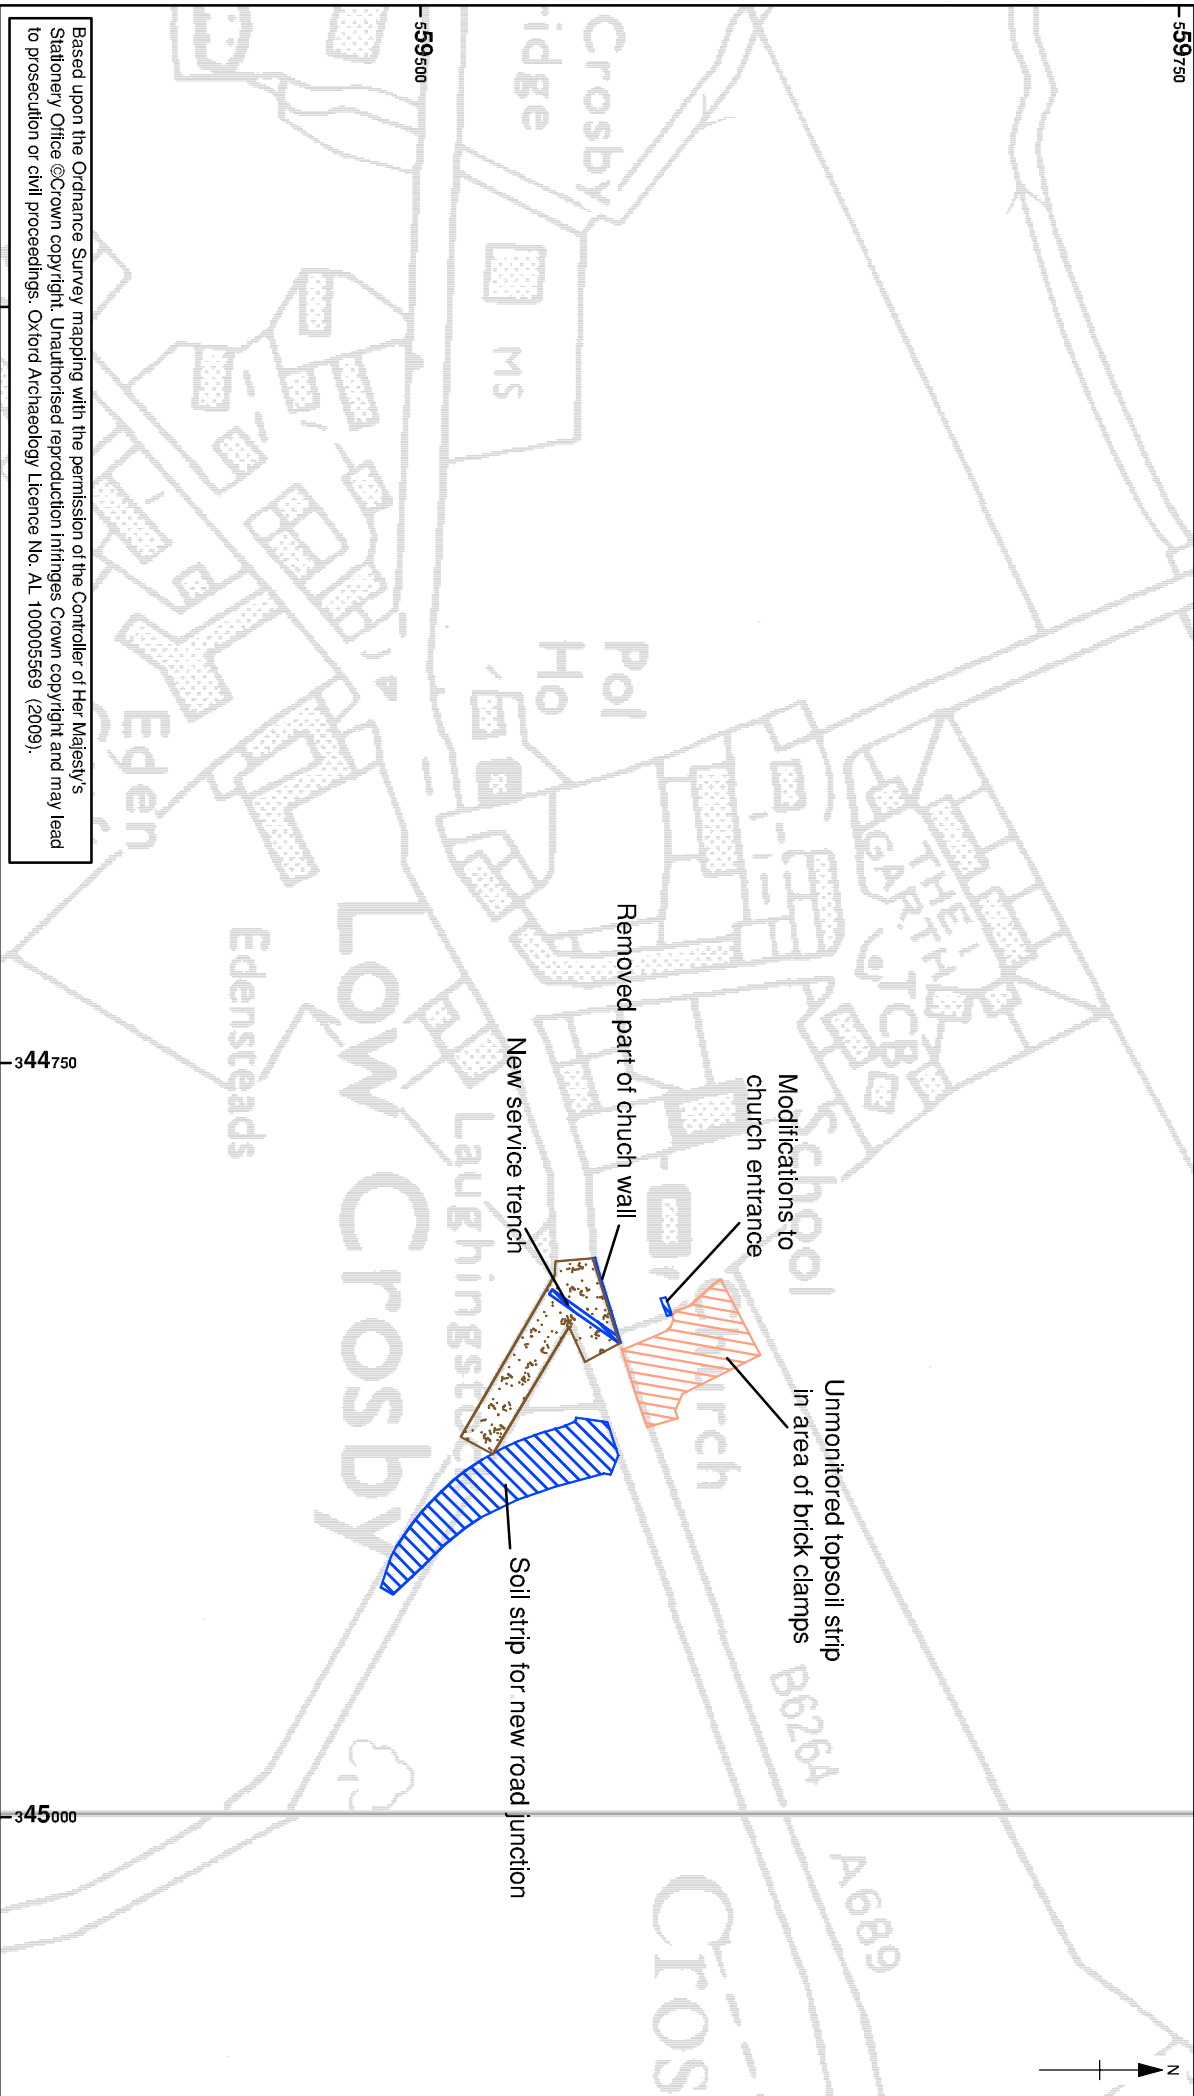 559750
559500
Crosby
ridge
MS
Pol
Ho
THE
GARTH
TCB
School
Church
Eden
Low Crosby
Edensteads
Laughingstead
B6264
A689
Cros
Modifications to
church entrance
Unmonitored topsoil strip
in area of brick clamps
Removed part of chuch wall
New service trench
Soil strip for new road junction
344750
345000
N
Based upon the Ordnance Survey mapping with the permission of the Controller of Her Majesty's
Stationery Office ©Crown copyright. Unauthorised reproduction infringes Crown copyright and may lead
to prosecution or civil proceedings. Oxford Archaeology Licence No. AL 100005569 (2009).